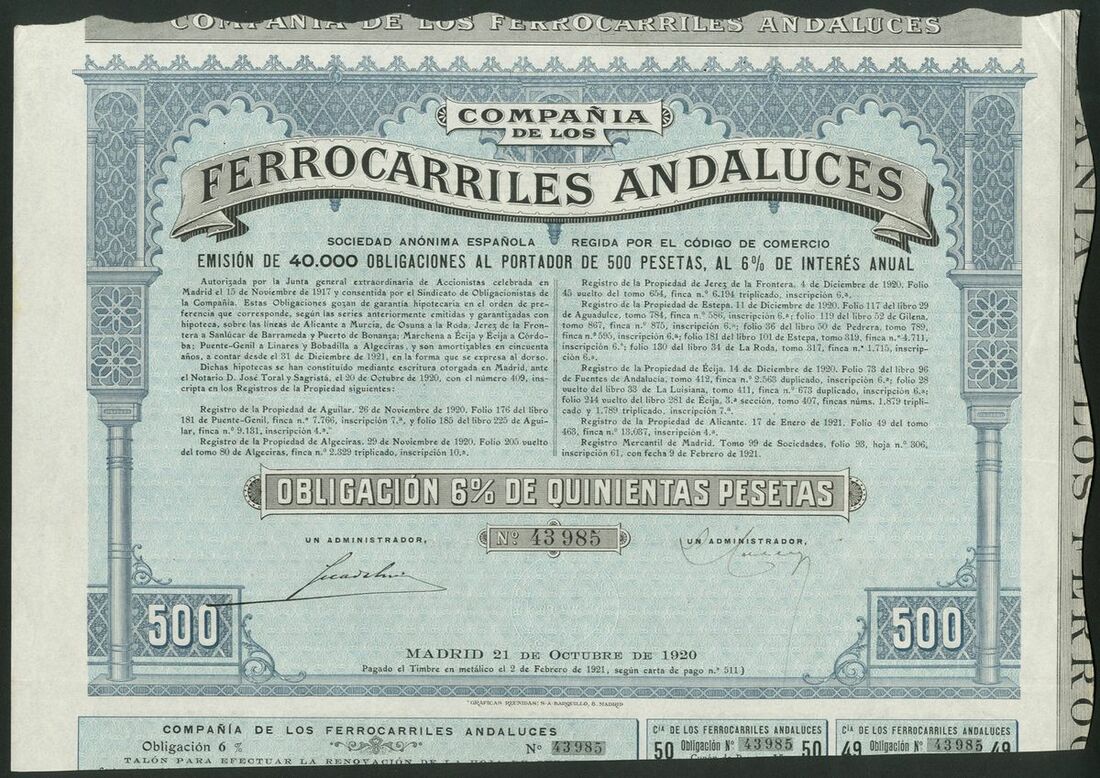 COMPAÑIA DE LOS FERROCARRILES ANDALUCES
COMPAÑIA
DE LOS
FERROCARRILES ANDALUCES
SOCIEDAD ANÓNIMA ESPAÑOLA REGIDA POR EL CÓDIGO DE COMERCIO
EMISIÓN DE 40.000 OBLIGACIONES AL PORTADOR DE 500 PESETAS, AL 6% DE INTERÉS ANUAL
Autorizada por la Junta general extraordinaria de Accionistas celebrada en
Madrid el 15 de Noviembre de 1917 y consentida por el Sindicato de Obligacionistas de
la Compañía. Estas Obligaciones gozan de garantía hipotecaria en el orden de pre-
ferencia que corresponde, según las series anteriormente emitidas y garantizadas con
hipoteca, sobre las líneas de Alicante a Murcia, de Osuna a la Roda, Jerez de la Fron-
tera a Sanlúcar de Barrameda y Puerto de Bonanza; Marchena a Écija y Écija a Córdo-
ba; Puente-Genil a Linares y Bobadilla a Algeciras, y son amortizables en cincuenta
años, a contar desde el 31 de Diciembre de 1921, en la forma que se expresa al dorso.
Dichas hipotecas se han constituído mediante escritura otorgada en Madrid, ante
el Notario D. José Toral y Sagristá, el 20 de Octubre de 1920, con el número 409, ins-
cripta en los Registros de la Propiedad siguientes:
Registro de la Propiedad de Aguilar. 26 de Noviembre de 1920. Folio 176 del libro
181 de Puente-Genil, finca n.º 7.766, inscripción 7.ª, y folio 185 del libro 225 de Agui-
lar, finca n.º 9.131, inscripción 4.ª
Registro de la Propiedad de Algeciras. 29 de Noviembre de 1920. Folio 205 vuelto
del tomo 80 de Algeciras, finca n.º 2.329 triplicado, inscripción 10.ª
Registro de la Propiedad de Jerez de la Frontera. 4 de Diciembre de 1920. Folio
45 vuelto del tomo 654, finca n.º 6.194 triplicado, inscripción 6.ª
Registro de la Propiedad de Estepa. 11 de Diciembre de 1920. Folio 117 del libro 29
de Aguadulce, tomo 784, finca n.º 586, inscripción 6.ª; folio 119 del libro 52 de Gilena,
tomo 867, finca n.º 875, inscripción 6.ª; folio 36 del libro 50 de Pedrera, tomo 789,
finca n.º 595, inscripción 6.ª; folio 181 del libro 101 de Estepa, tomo 319, finca n.º 4.711,
inscripción 6.ª; folio 130 del libro 34 de La Roda, tomo 317, finca n.º 1.715, inscrip-
ción 6.ª
Registro de la Propiedad de Écija. 14 de Diciembre de 1920. Folio 73 del libro 96
de Fuentes de Andalucía, tomo 412, finca n.º 2.563 duplicado, inscripción 6.ª; folio 28
vuelto del libro 33 de La Luisiana, tomo 411, finca n.º 673 duplicado, inscripción 6.ª;
folio 214 vuelto del libro 281 de Écija, 3.ª sección, tomo 407, fincas núms. 1.879 tripli-
cado y 1.789 triplicado, inscripción 7.ª
Registro de la Propiedad de Alicante. 17 de Enero de 1921. Folio 49 del tomo
463, finca n.º 13.037, inscripción 4.ª
Registro Mercantil de Madrid. Tomo 99 de Sociedades, folio 93, hoja n.º 306,
inscripción 61, con fecha 9 de Febrero de 1921.
OBLIGACIÓN 6% DE QUINIENTAS PESETAS
UN ADMINISTRADOR, Nº 43985 UN ADMINISTRADOR,
500 500
MADRID 21 DE OCTUBRE DE 1920
Pagado el Timbre en metálico el 2 de Febrero de 1921, según carta de pago n.º 511)
GRÁFICAS REUNIDAS: S-A BARQUILLO, 8. MADRID
COMPAÑÍA DE LOS FERROCARRILES ANDALUCES
Obligación 6 % Nº 43985
TALÓN PARA EFECTUAR LA RENOVACIÓN DE LA
CIA DE LOS FERROCARRILES ANDALUCES
50 Obligación Nº 43985 50
CIA DE LOS FERROCARRILES ANDALUCES
49 Obligación Nº 43985 49